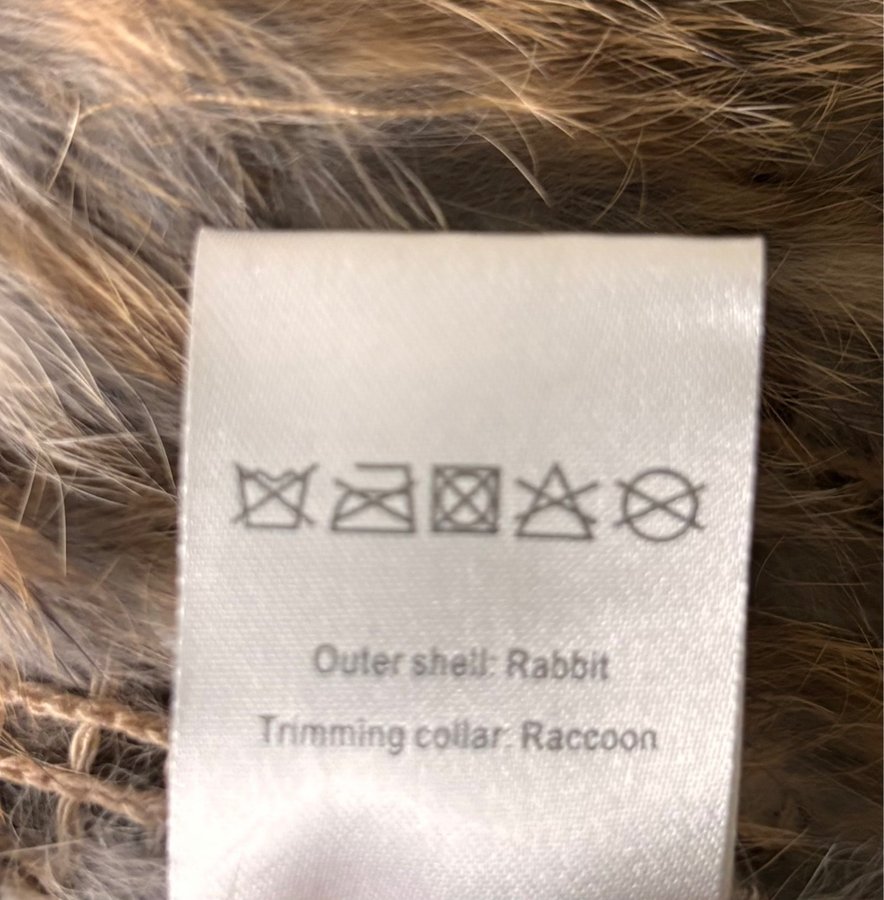 Outer shell: Rabbit
Trimming collar: Raccoon